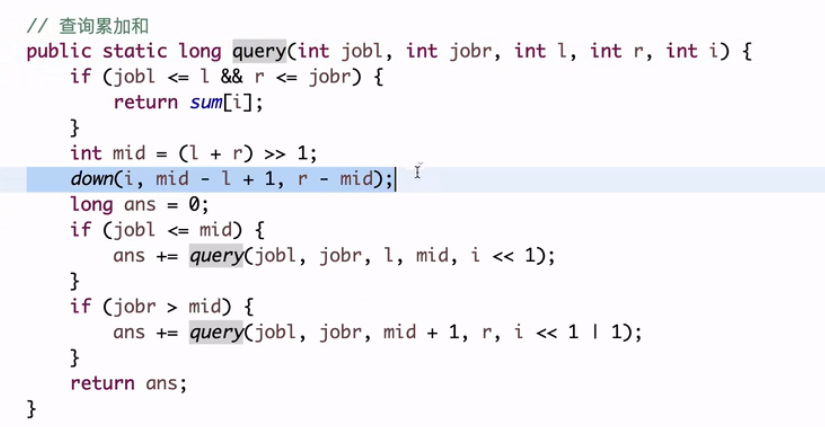 // 查询累加和
public static long query(int jobl, int jobr, int l, int r, int i) {
    if (jobl <= l && r <= jobr) {
        return sum[i];
    }
    int mid = (l + r) >> 1;
    down(i, mid - l + 1, r - mid);
    long ans = 0;
    if (jobl <= mid) {
        ans += query(jobl, jobr, l, mid, i << 1);
    }
    if (jobr > mid) {
        ans += query(jobl, jobr, mid + 1, r, i << 1 | 1);
    }
    return ans;
}